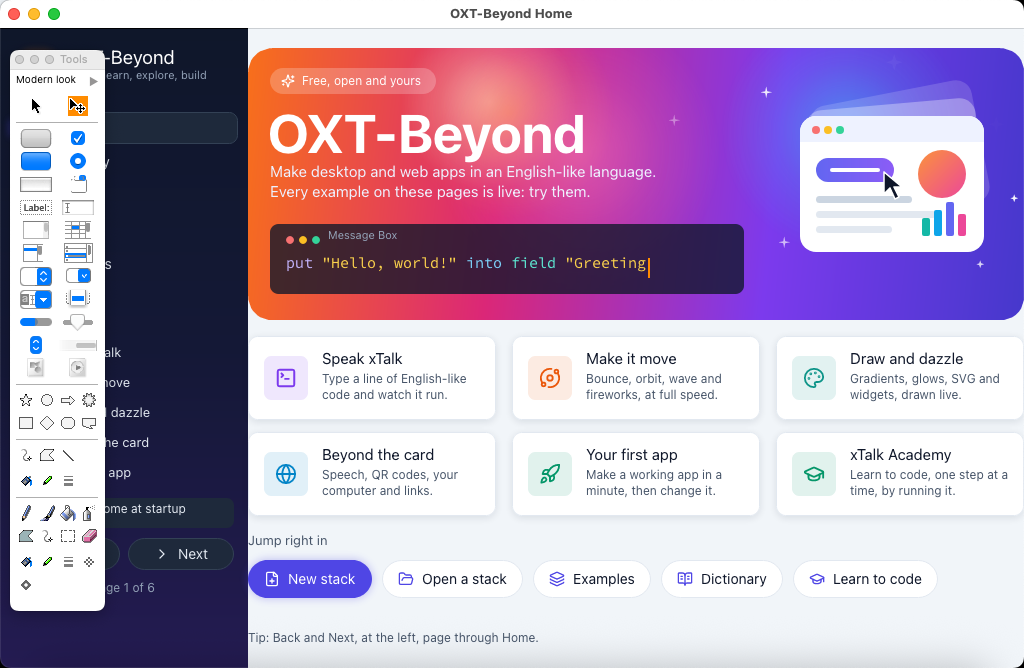 OXT-Beyond Home
Tools
Modern look
Label:
-Beyond
earn, explore, build
ome at startup
Next
Free, open and yours
OXT-Beyond
Make desktop and web apps in an English-like language.
Every example on these pages is live: try them.
Message Box
put "Hello, world!" into field "Greeting
Speak xTalk
Type a line of English-like
code and watch it run.
Make it move
Bounce, orbit, wave and
fireworks, at full speed.
Draw and dazzle
Gradients, glows, SVG and
widgets, drawn live.
Beyond the card
Speech, QR codes, your
computer and links.
Your first app
Make a working app in a
minute, then change it.
xTalk Academy
Learn to code, one step at a
time, by running it.
Jump right in
New stack
Open a stack
Examples
Dictionary
Learn to code
Tip: Back and Next, at the left, page through Home.
alk
nove
dazzle
he card
app
ge 1 of 6